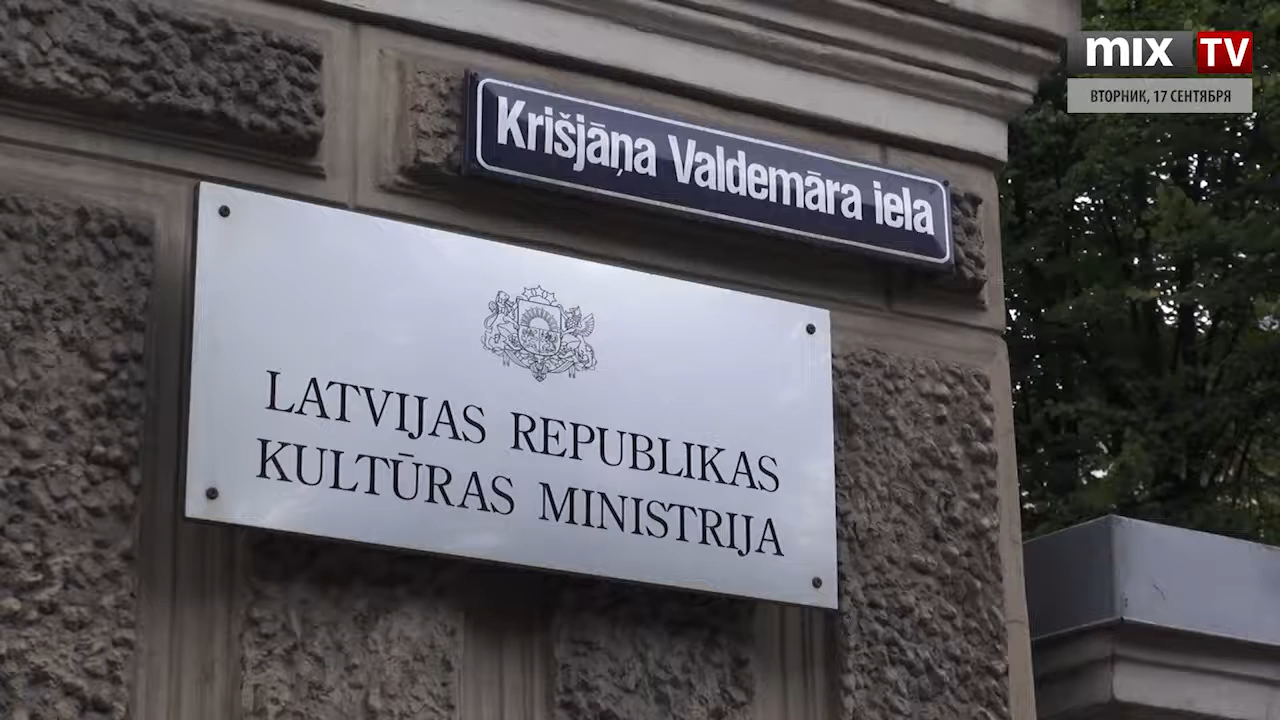 mix TV
ВТОРНИК, 17 СЕНТЯБРЯ
Krišjāņa Valdemāra iela
LATVIJAS REPUBLIKAS
KULTŪRAS MINISTRIJA